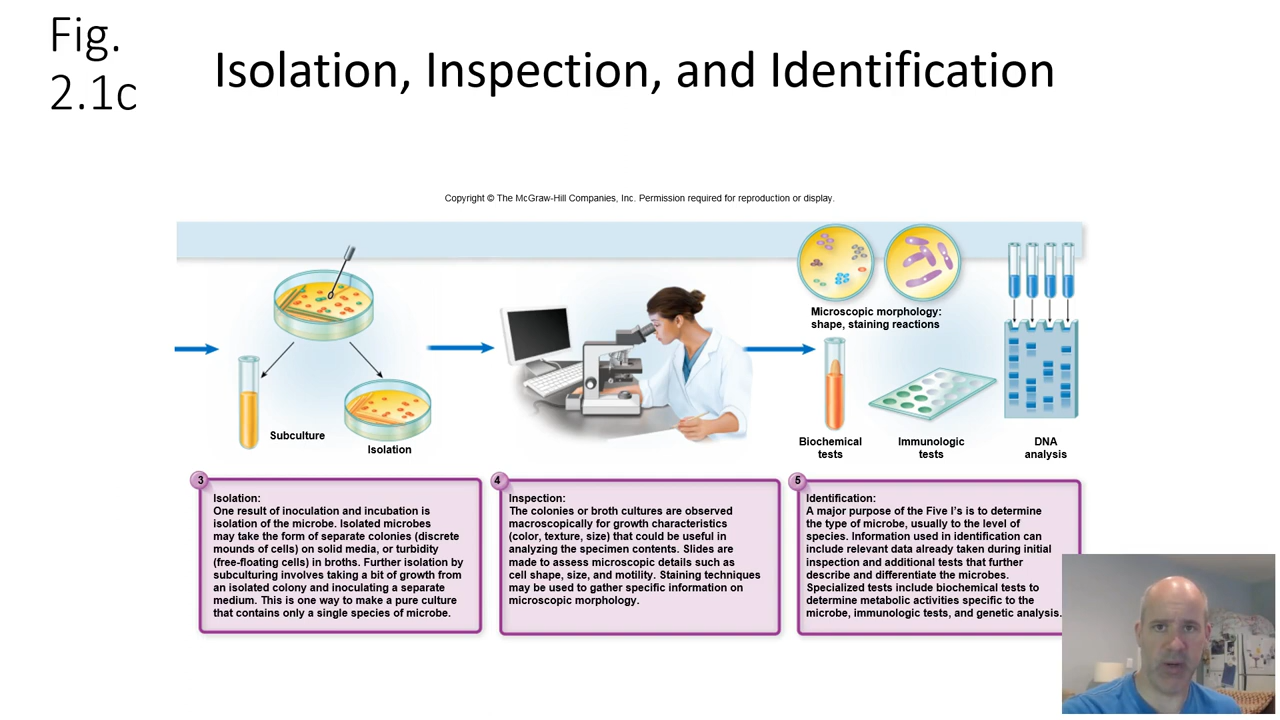 Fig.
2.1c
Isolation, Inspection, and Identification
Copyright © The McGraw-Hill Companies, Inc. Permission required for reproduction or display.
Microscopic morphology:
shape, staining reactions
Subculture
Isolation
Biochemical
tests
Immunologic
tests
DNA
analysis
3
Isolation:
One result of inoculation and incubation is
isolation of the microbe. Isolated microbes
may take the form of separate colonies (discrete
mounds of cells) on solid media, or turbidity
(free-floating cells) in broths. Further isolation by
subculturing involves taking a bit of growth from
an isolated colony and inoculating a separate
medium. This is one way to make a pure culture
that contains only a single species of microbe.
4
Inspection:
The colonies or broth cultures are observed
macroscopically for growth characteristics
(color, texture, size) that could be useful in
analyzing the specimen contents. Slides are
made to assess microscopic details such as
cell shape, size, and motility. Staining techniques
may be used to gather specific information on
microscopic morphology.
5
Identification:
A major purpose of the Five I's is to determine
the type of microbe, usually to the level of
species. Information used in identification can
include relevant data already taken during initial
inspection and additional tests that further
describe and differentiate the microbes.
Specialized tests include biochemical tests to
determine metabolic activities specific to the
microbe, immunologic tests, and genetic analysis.